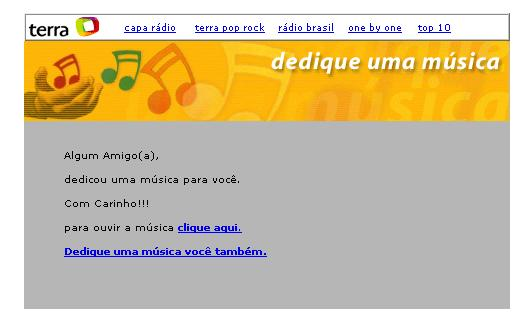 terra capa rádio terra pop rock rádio brasil one by one top 10
dedique uma música
música
Algum Amigo(a),
dedicou uma música para você.
Com Carinho!!!
para ouvir a música clique aqui.
Dedique uma música você também.